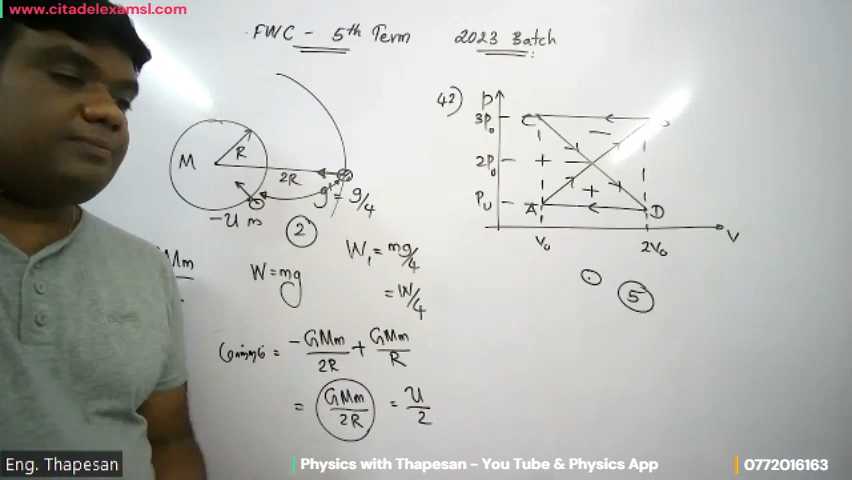 www.citadelexamsl.com
FWC - 5th Term 2023 Batch
M
R
2R
-U m
g' = g/4
2
W = mg
W₁ = mg/4
= W/4
Mm
= -GMm/2R + GMm/R
= GMm/2R = U/2
42) P
3P₀ C
2P₀ + −
P₀ A + D
V₀ 2V₀ V
5
Eng. Thapesan
Physics with Thapesan - You Tube & Physics App
0772016163